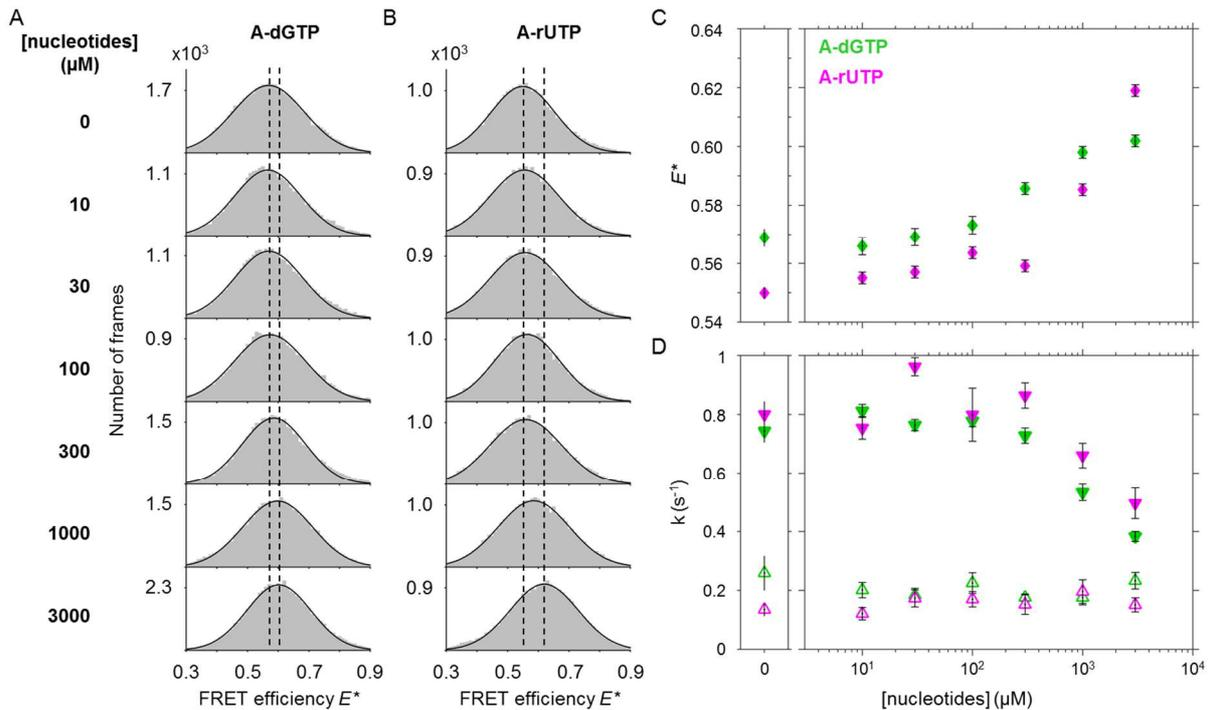 A
[nucleotides]
(µM)
0
10
30
100
300
1000
3000
A-dGTP
x10³
Number of frames
1.7
1.1
1.1
0.9
1.5
1.5
2.3
0.3 0.5 0.7 0.9
FRET efficiency E*
B
A-rUTP
x10³
1.0
0.9
0.9
1.0
1.0
1.0
0.9
0.3 0.5 0.7 0.9
FRET efficiency E*
C
A-dGTP
A-rUTP
E*
0.64
0.62
0.60
0.58
0.56
0.54
D
k (s⁻¹)
1
0.8
0.6
0.4
0.2
0
0 10¹ 10² 10³ 10⁴
[nucleotides] (µM)